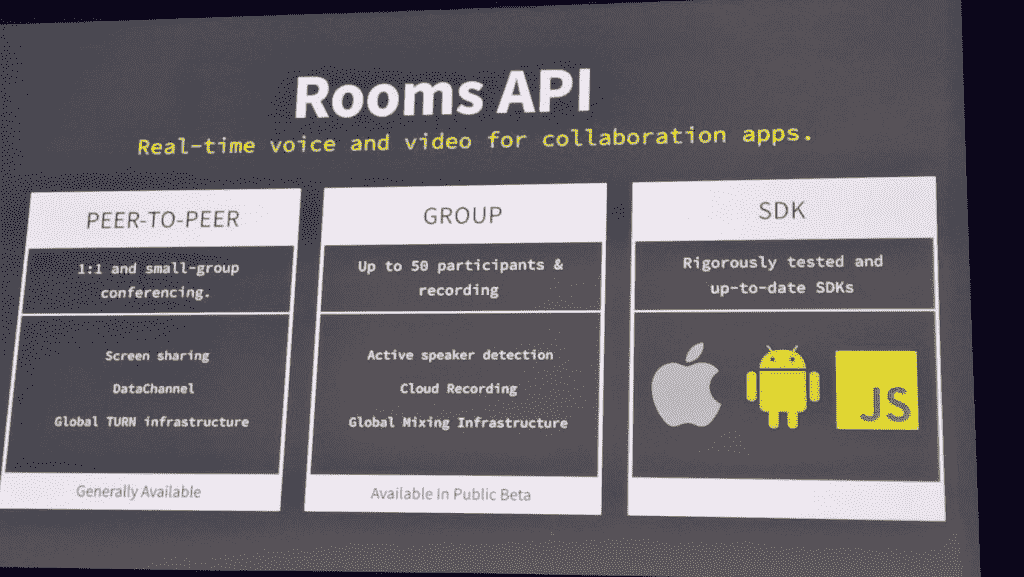 Rooms API
Real-time voice and video for collaboration apps.
PEER-TO-PEER
1:1 and small-group
conferencing.
Screen sharing
DataChannel
Global TURN infrastructure
Generally Available
GROUP
Up to 50 participants &
recording
Active speaker detection
Cloud Recording
Global Mixing Infrastructure
Available In Public Beta
SDK
Rigorously tested and
up-to-date SDKs
JS